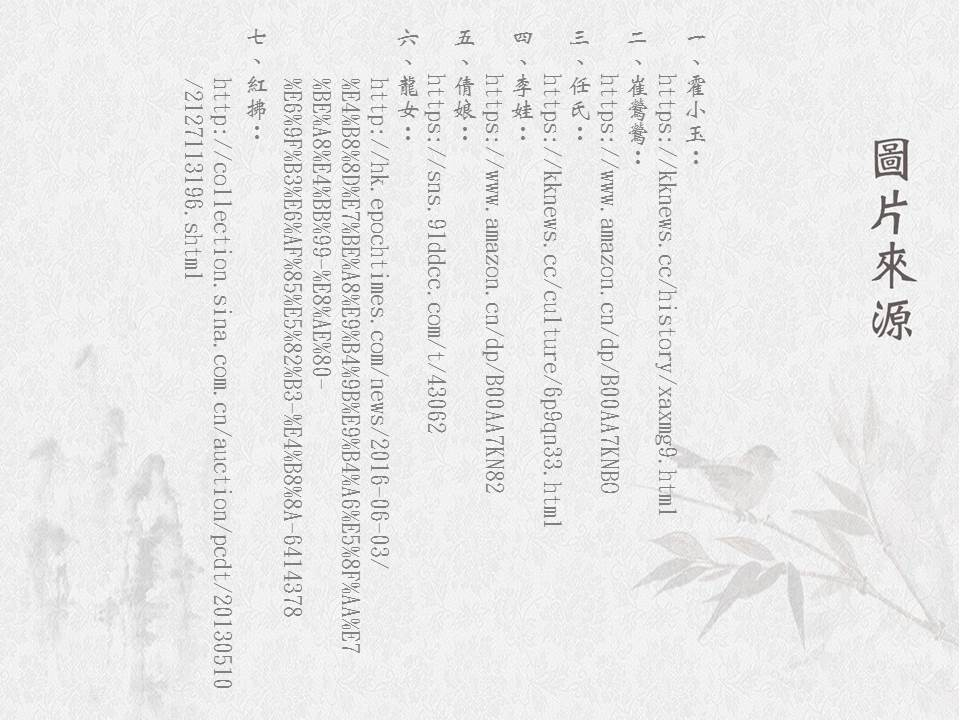 圖片來源
一、霍小玉：
https://kknews.cc/history/xaxmg9.html
二、崔鶯鶯：
https://www.amazon.cn/dp/B00AA7KNBO
三、任氏：
https://kknews.cc/culture/6p9qn33.html
四、李娃：
https://www.amazon.cn/dp/B00AA7KN82
五、倩娘：
https://sns.91ddcc.com/t/43062
六、龍女：
http://hk.epochtimes.com/news/2016-06-03/
%E4%B8%8D%E7%BE%A8%E9%B4%9B%E9%B4%A6%E5%8F%AA%E7
%BE%A8%E4%BB%99-%E8%AE%80-
%E6%9F%B3%E6%AF%85%E5%82%B3-%E4%B8%8A-6414378
七、紅拂：
http://collection.sina.com.cn/auction/pcdt/20130510
/2127113196.shtml